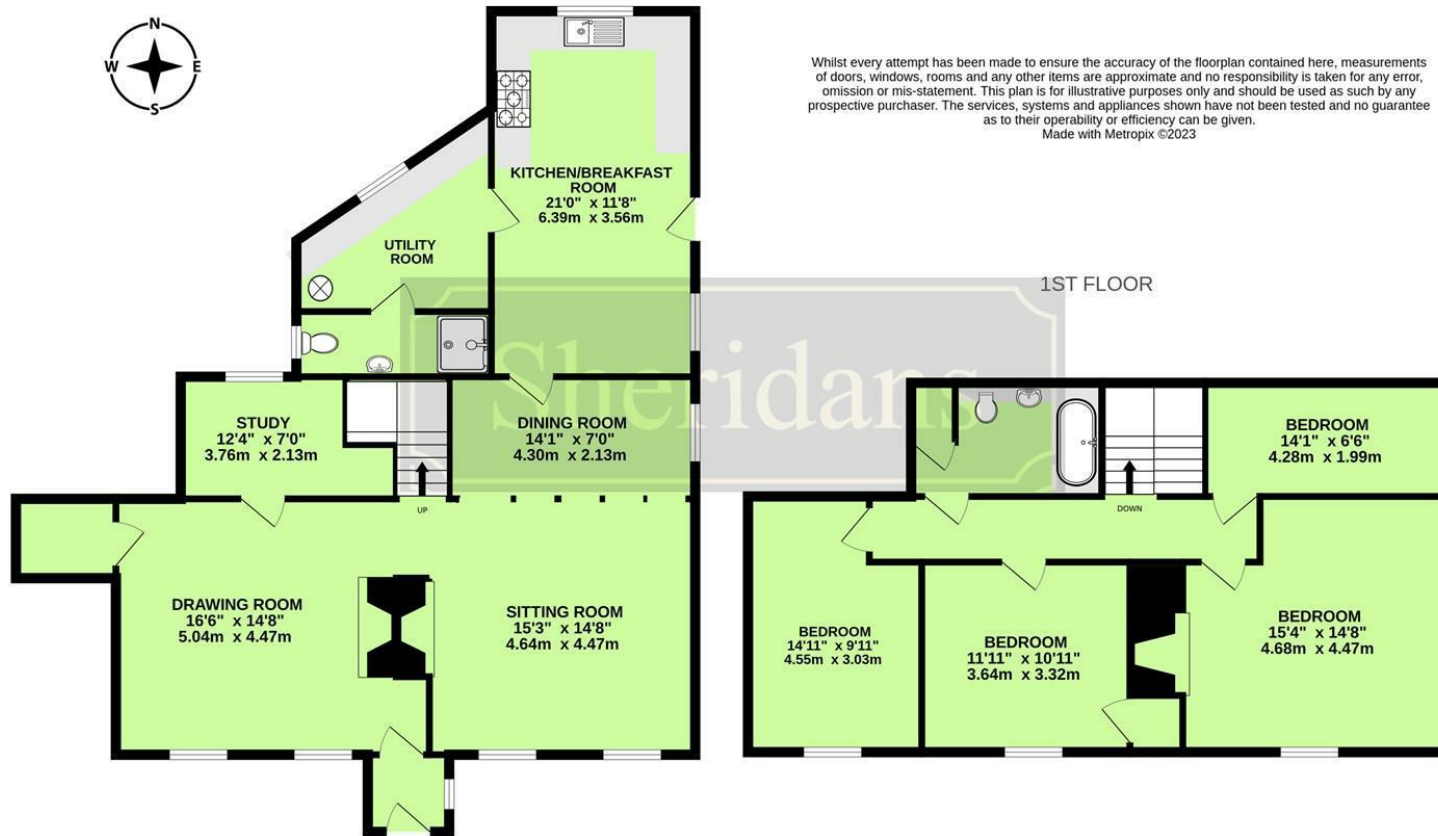 N
W E
S
Whilst every attempt has been made to ensure the accuracy of the floorplan contained here, measurements
of doors, windows, rooms and any other items are approximate and no responsibility is taken for any error,
omission or mis-statement. This plan is for illustrative purposes only and should be used as such by any
prospective purchaser. The services, systems and appliances shown have not been tested and no guarantee
as to their operability or efficiency can be given.
Made with Metropix ©2023
KITCHEN/BREAKFAST
ROOM
21'0" x 11'8"
6.39m x 3.56m
UTILITY
ROOM
1ST FLOOR
Sheridans
STUDY
12'4" x 7'0"
3.76m x 2.13m
DINING ROOM
14'1" x 7'0"
4.30m x 2.13m
UP
DRAWING ROOM
16'6" x 14'8"
5.04m x 4.47m
SITTING ROOM
15'3" x 14'8"
4.64m x 4.47m
BEDROOM
14'1" x 6'6"
4.28m x 1.99m
DOWN
BEDROOM
14'11" x 9'11"
4.55m x 3.03m
BEDROOM
11'11" x 10'11"
3.64m x 3.32m
BEDROOM
15'4" x 14'8"
4.68m x 4.47m